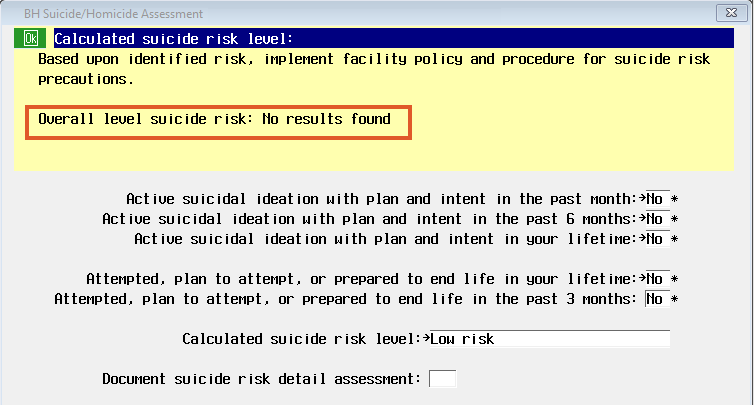 BH Suicide/Homicide Assessment
Ok Calculated suicide risk level:
Based upon identified risk, implement facility policy and procedure for suicide risk
precautions.
Overall level suicide risk: No results found
Active suicidal ideation with plan and intent in the past month:→No *
Active suicidal ideation with plan and intent in the past 6 months:→No *
Active suicidal ideation with plan and intent in your lifetime:→No *
Attempted, plan to attempt, or prepared to end life in your lifetime:→No *
Attempted, plan to attempt, or prepared to end life in the past 3 months: No *
Calculated suicide risk level:→Low risk
Document suicide risk detail assessment: